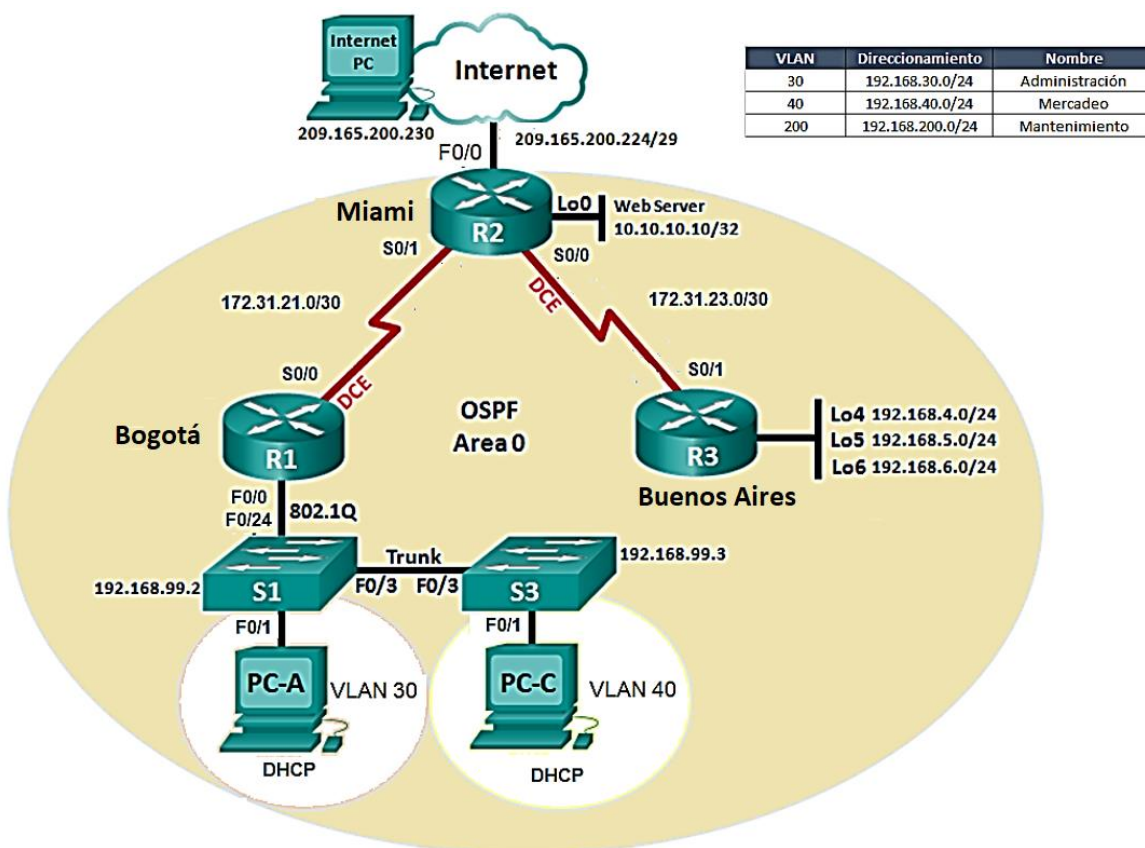 Internet
PC
Internet
209.165.200.230
209.165.200.224/29
F0/0
VLAN Direccionamiento Nombre
30 192.168.30.0/24 Administración
40 192.168.40.0/24 Mercadeo
200 192.168.200.0/24 Mantenimiento
Miami
R2
Lo0
Web Server
10.10.10.10/32
S0/1
S0/0
DCE
172.31.21.0/30
172.31.23.0/30
S0/0
DCE
S0/1
Bogotá
R1
OSPF
Area 0
R3
Buenos Aires
Lo4 192.168.4.0/24
Lo5 192.168.5.0/24
Lo6 192.168.6.0/24
F0/0
F0/24
802.1Q
192.168.99.2
S1
Trunk
F0/3 F0/3
S3
192.168.99.3
F0/1
F0/1
PC-A
VLAN 30
PC-C
VLAN 40
DHCP
DHCP